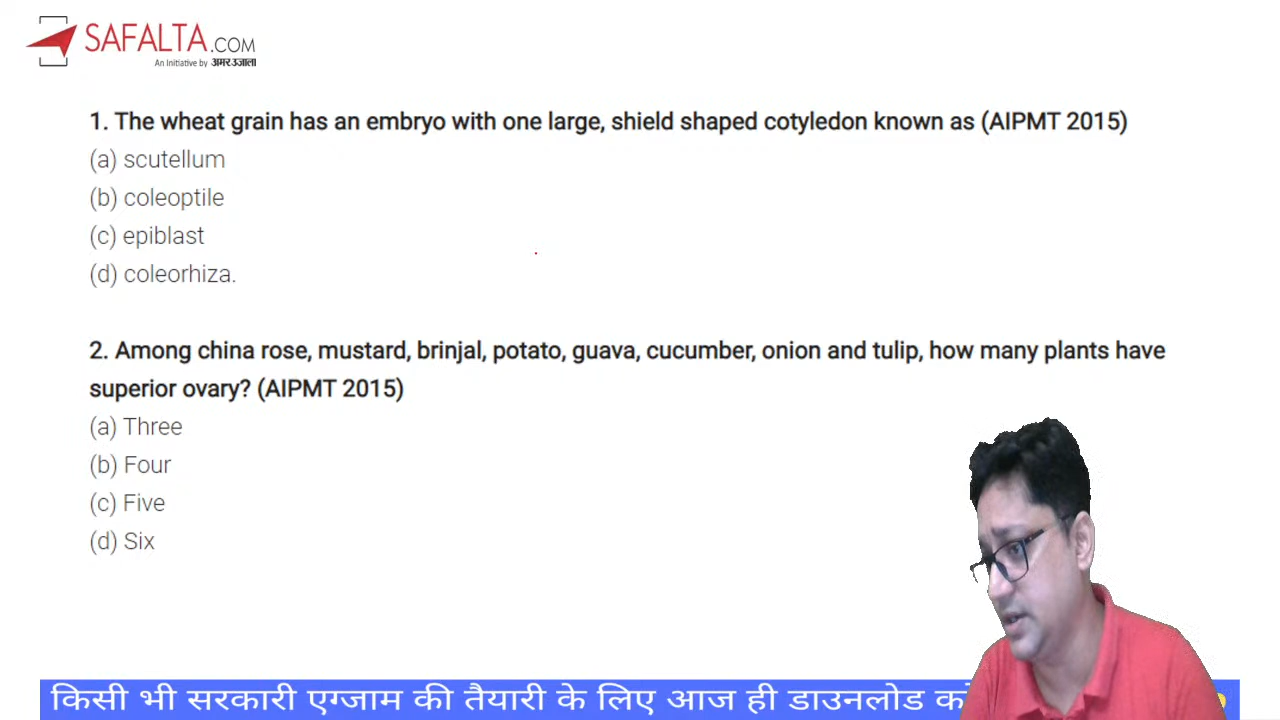 SAFALTA.COM
An Initiative by अमर उजाला
1. The wheat grain has an embryo with one large, shield shaped cotyledon known as (AIPMT 2015)
(a) scutellum
(b) coleoptile
(c) epiblast
(d) coleorhiza.
2. Among china rose, mustard, brinjal, potato, guava, cucumber, onion and tulip, how many plants have
superior ovary? (AIPMT 2015)
(a) Three
(b) Four
(c) Five
(d) Six
किसी भी सरकारी एग्जाम की तैयारी के लिए आज ही डाउनलोड